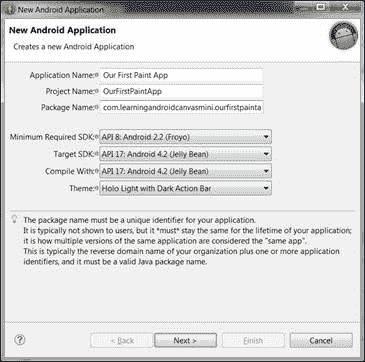 New Android Application
New Android Application
Creates a new Android Application
Application Name: Our First Paint App
Project Name: OurFirstPaintApp
Package Name: com.learningandroidcanvasmini.ourfirstpainta
Minimum Required SDK: API 8: Android 2.2 (Froyo)
Target SDK: API 17: Android 4.2 (Jelly Bean)
Compile With: API 17: Android 4.2 (Jelly Bean)
Theme: Holo Light with Dark Action Bar
The package name must be a unique identifier for your application.
It is typically not shown to users, but it *must* stay the same for the lifetime of your application;
it is how multiple versions of the same application are considered the "same app".
This is typically the reverse domain name of your organization plus one or more application
identifiers, and it must be a valid Java package name.
? < Back Next > Finish Cancel